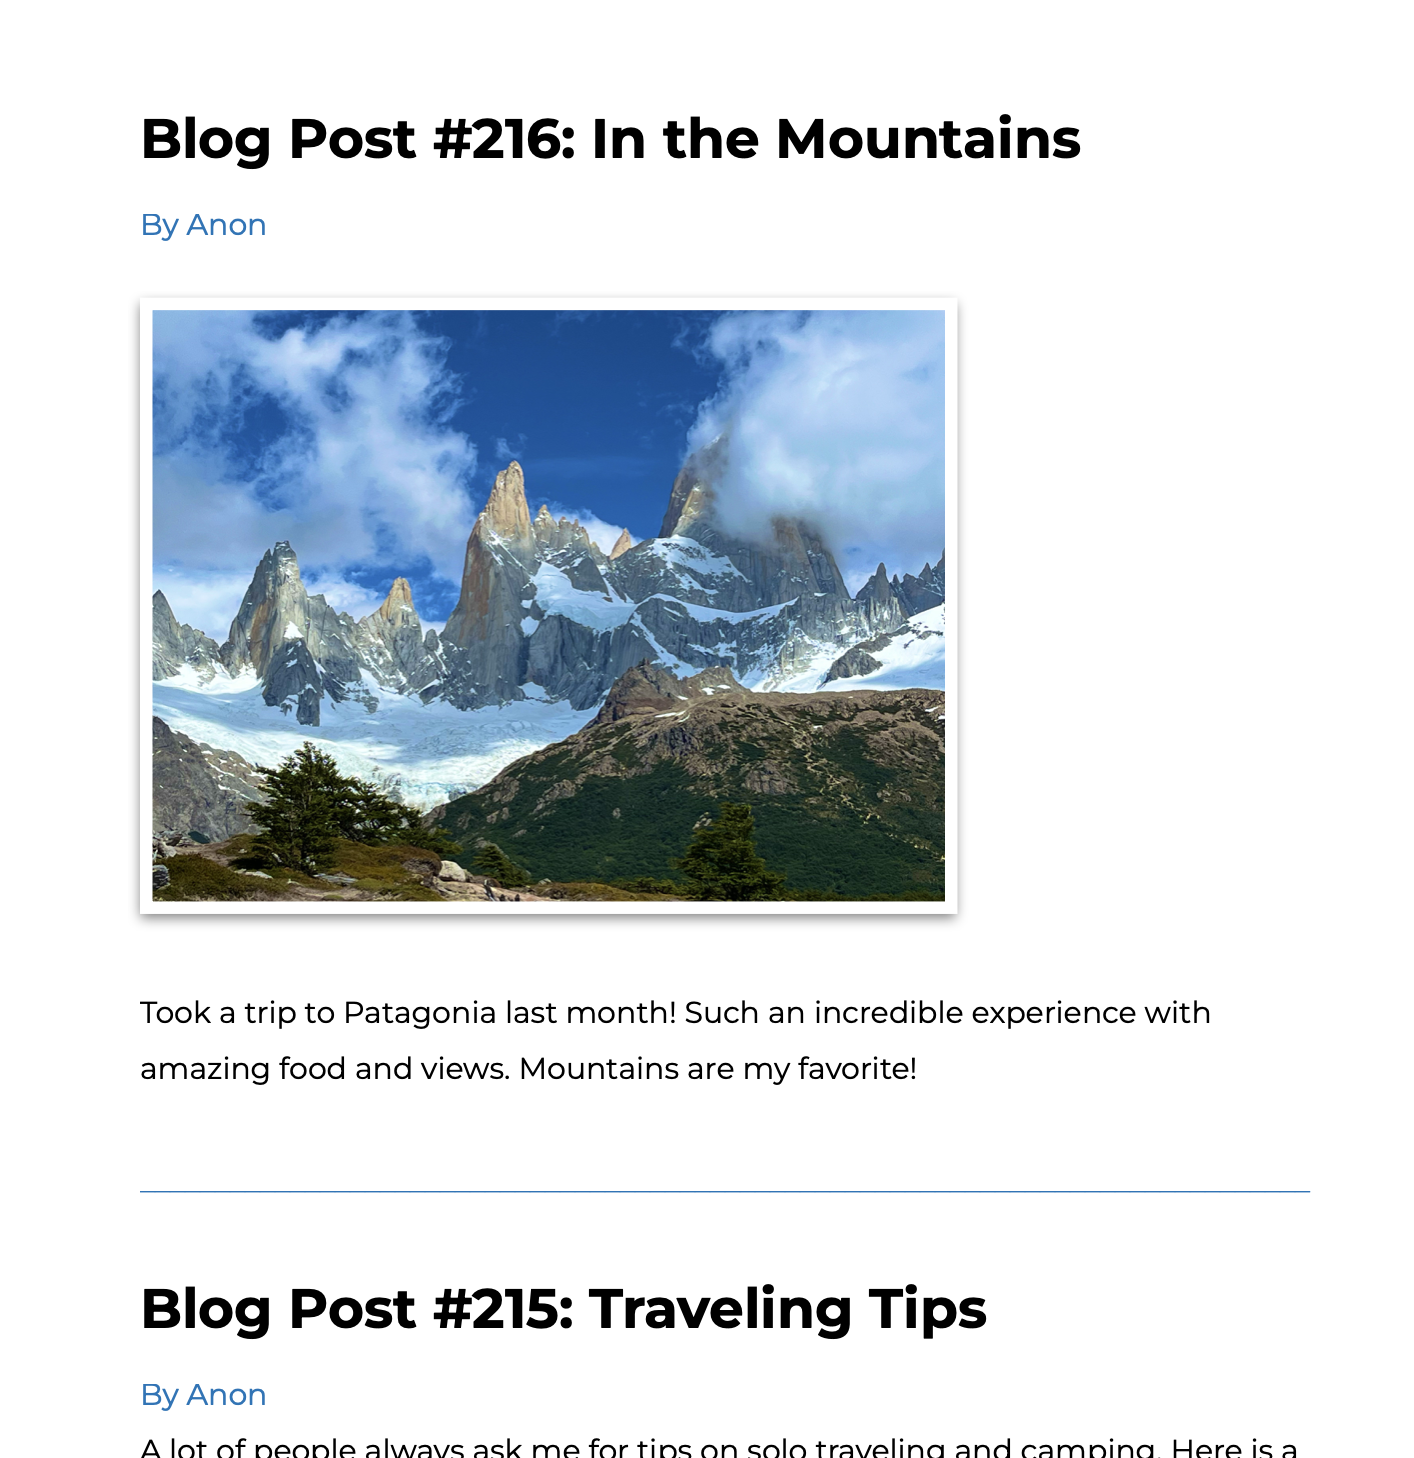 Blog Post #216: In the Mountains
By Anon
Took a trip to Patagonia last month! Such an incredible experience with
amazing food and views. Mountains are my favorite!
Blog Post #215: Traveling Tips
By Anon
A lot of people always ask me for tips on solo traveling and camping. Here is a